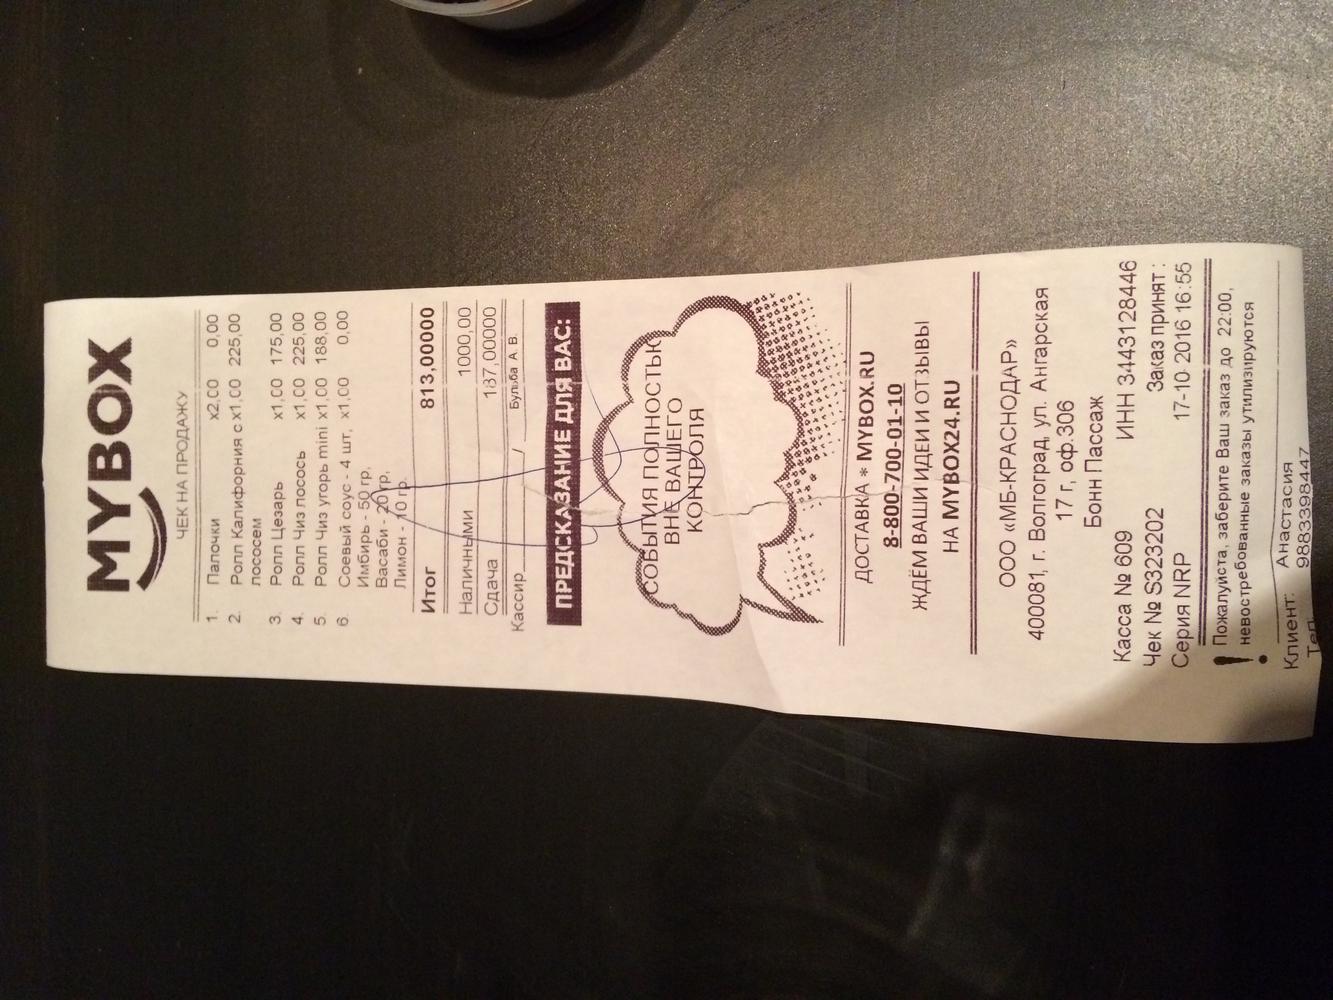 MYBOX
ЧЕК НА ПРОДАЖУ
1. Палочки x2,00 0,00
2. Ролл Калифорния с x1,00 225,00
лососем
3. Ролл Цезарь x1,00 175,00
4. Ролл Чиз лосось x1,00 225,00
5. Ролл Чиз угорь mini x1,00 188,00
6. Соевый соус - 4 шт, x1,00 0,00
Имбирь - 50 гр,
Васаби - 20 гр,
Лимон - 10 гр.
Итог 813,00000
Наличными 1000,00
Сдача 187,00000
Кассир / Бульба А. В.
ПРЕДСКАЗАНИЕ ДЛЯ ВАС:
СОБЫТИЯ ПОЛНОСТЬЮ
ВНЕ ВАШЕГО
КОНТРОЛЯ
ДОСТАВКА * MYBOX.RU
8-800-700-01-10
ЖДЁМ ВАШИ ИДЕИ И ОТЗЫВЫ
НА MYBOX24.RU
ООО «МБ-КРАСНОДАР»
400081, г. Волгоград, ул. Ангарская
17 г, оф.306
Бонн Пассаж
Касса № 609 ИНН 3443128446
Чек № S323202 Заказ принят:
Серия NRP 17-10 2016 16:55
! Пожалуйста, заберите Ваш заказ до 22:00,
невостребованные заказы утилизируются
Клиент: Анастасия
Тел. 9883398447